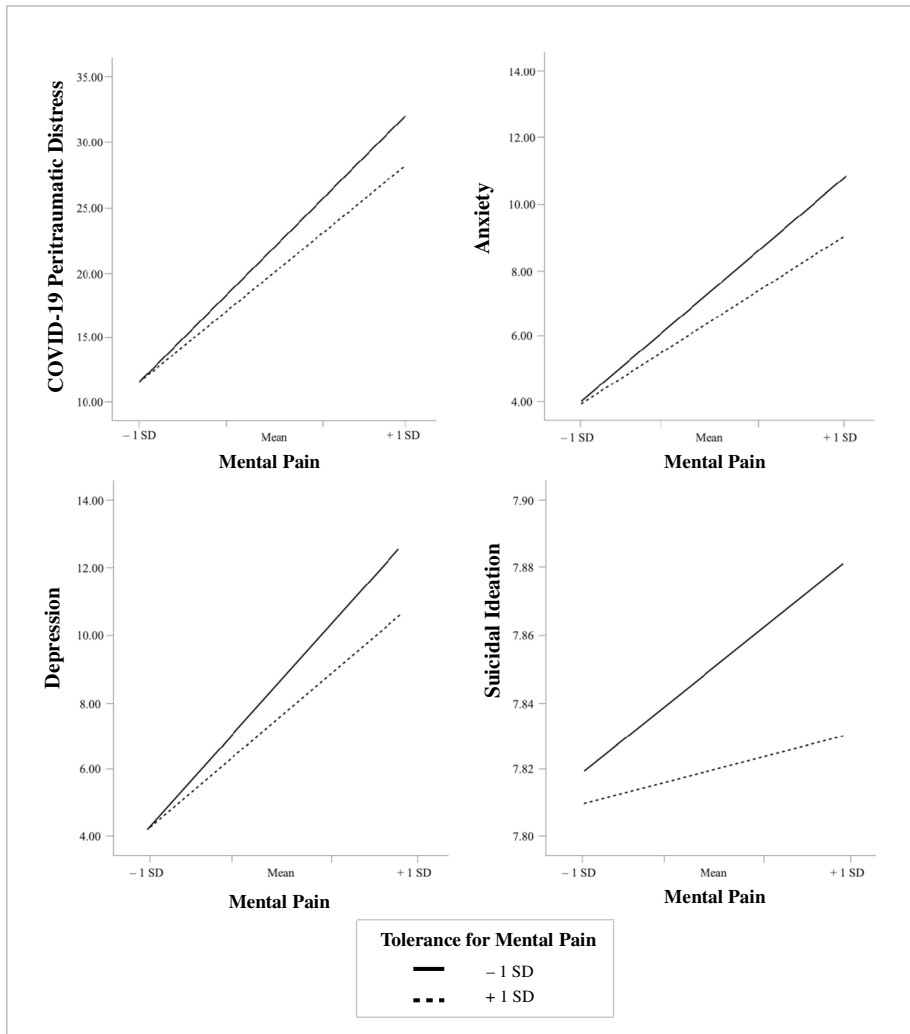 COVID-19 Peritraumatic Distress
35.00
30.00
25.00
20.00
15.00
10.00
– 1 SD
Mean
+ 1 SD
Mental Pain
Anxiety
14.00
12.00
10.00
8.00
6.00
4.00
– 1 SD
Mean
+ 1 SD
Mental Pain
Depression
14.00
12.00
10.00
8.00
6.00
4.00
– 1 SD
Mean
+ 1 SD
Mental Pain
Suicidal Ideation
7.90
7.88
7.86
7.84
7.82
7.80
– 1 SD
Mean
+ 1 SD
Mental Pain
Tolerance for Mental Pain
– 1 SD
+ 1 SD